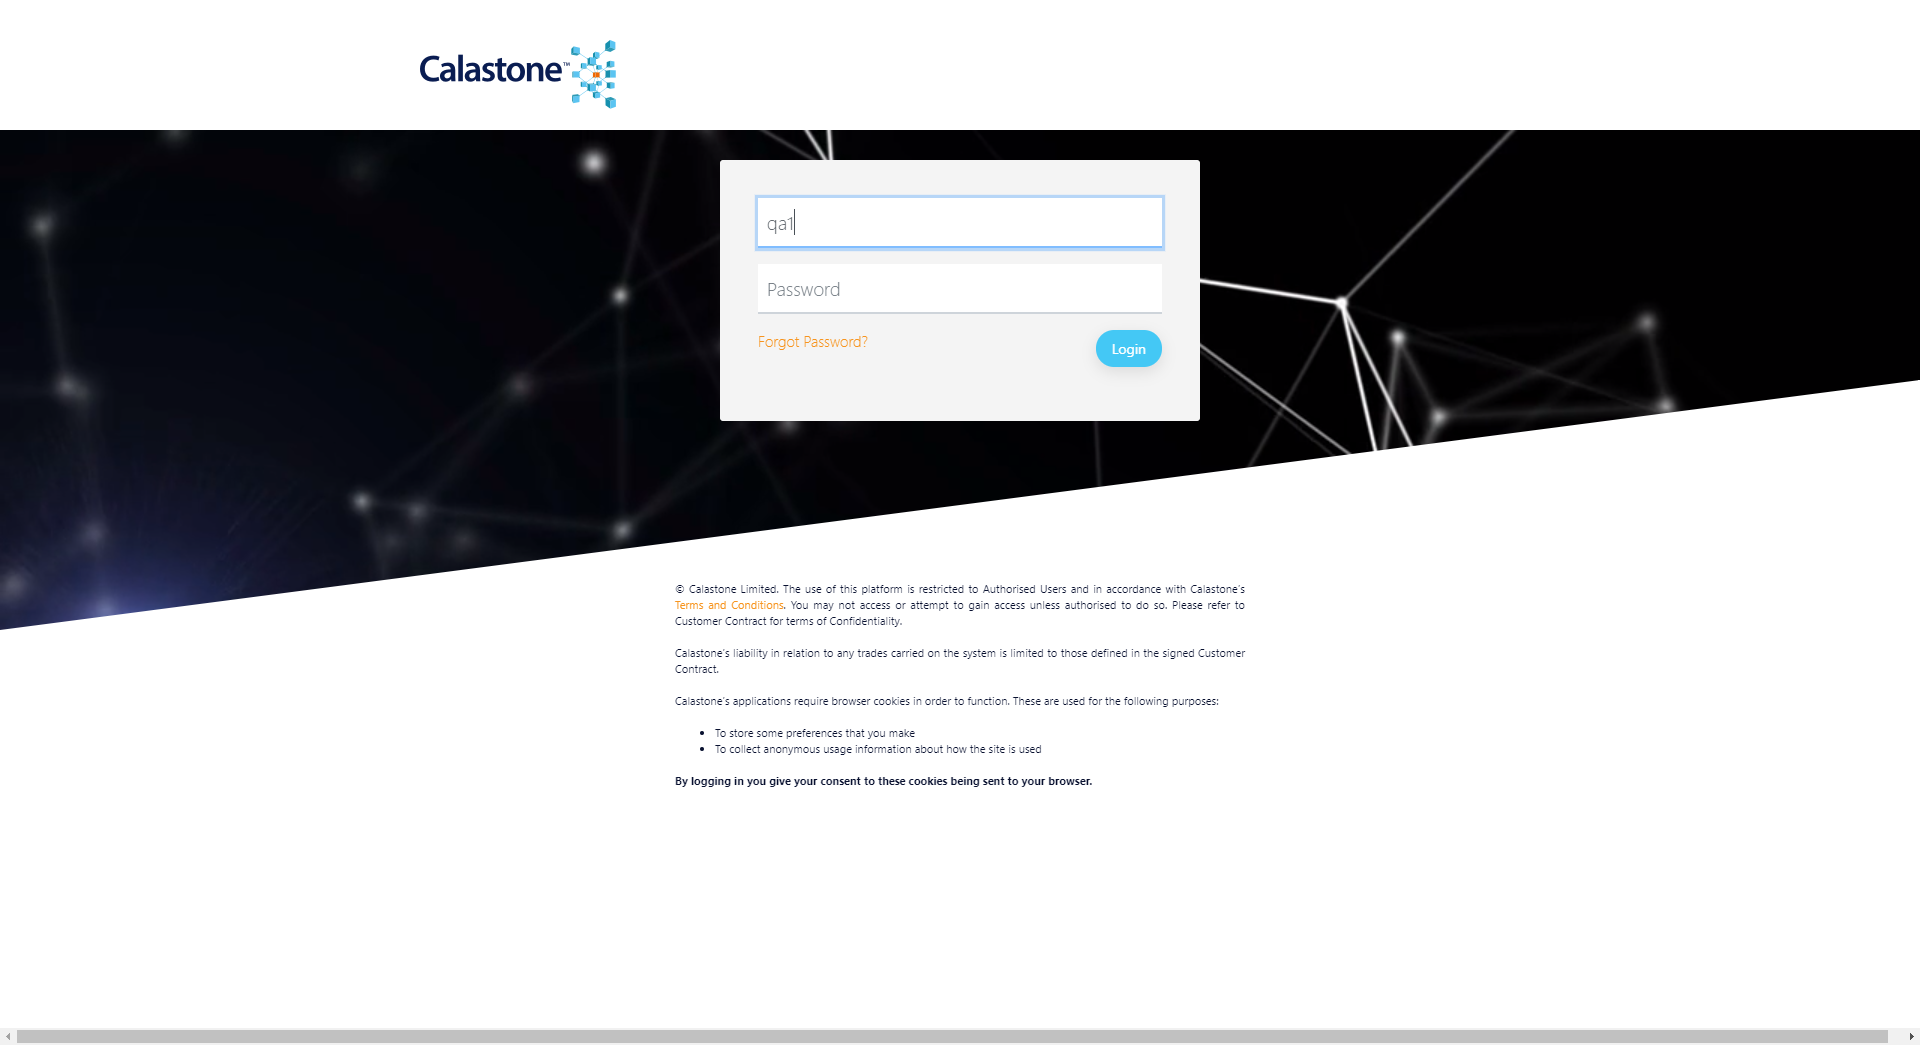 Calastone™
qa1
Password
Forgot Password?
Login
© Calastone Limited. The use of this platform is restricted to Authorised Users and in accordance with Calastone's
Terms and Conditions. You may not access or attempt to gain access unless authorised to do so. Please refer to
Customer Contract for terms of Confidentiality.
Calastone's liability in relation to any trades carried on the system is limited to those defined in the signed Customer
Contract.
Calastone's applications require browser cookies in order to function. These are used for the following purposes:
• To store some preferences that you make
• To collect anonymous usage information about how the site is used
By logging in you give your consent to these cookies being sent to your browser.